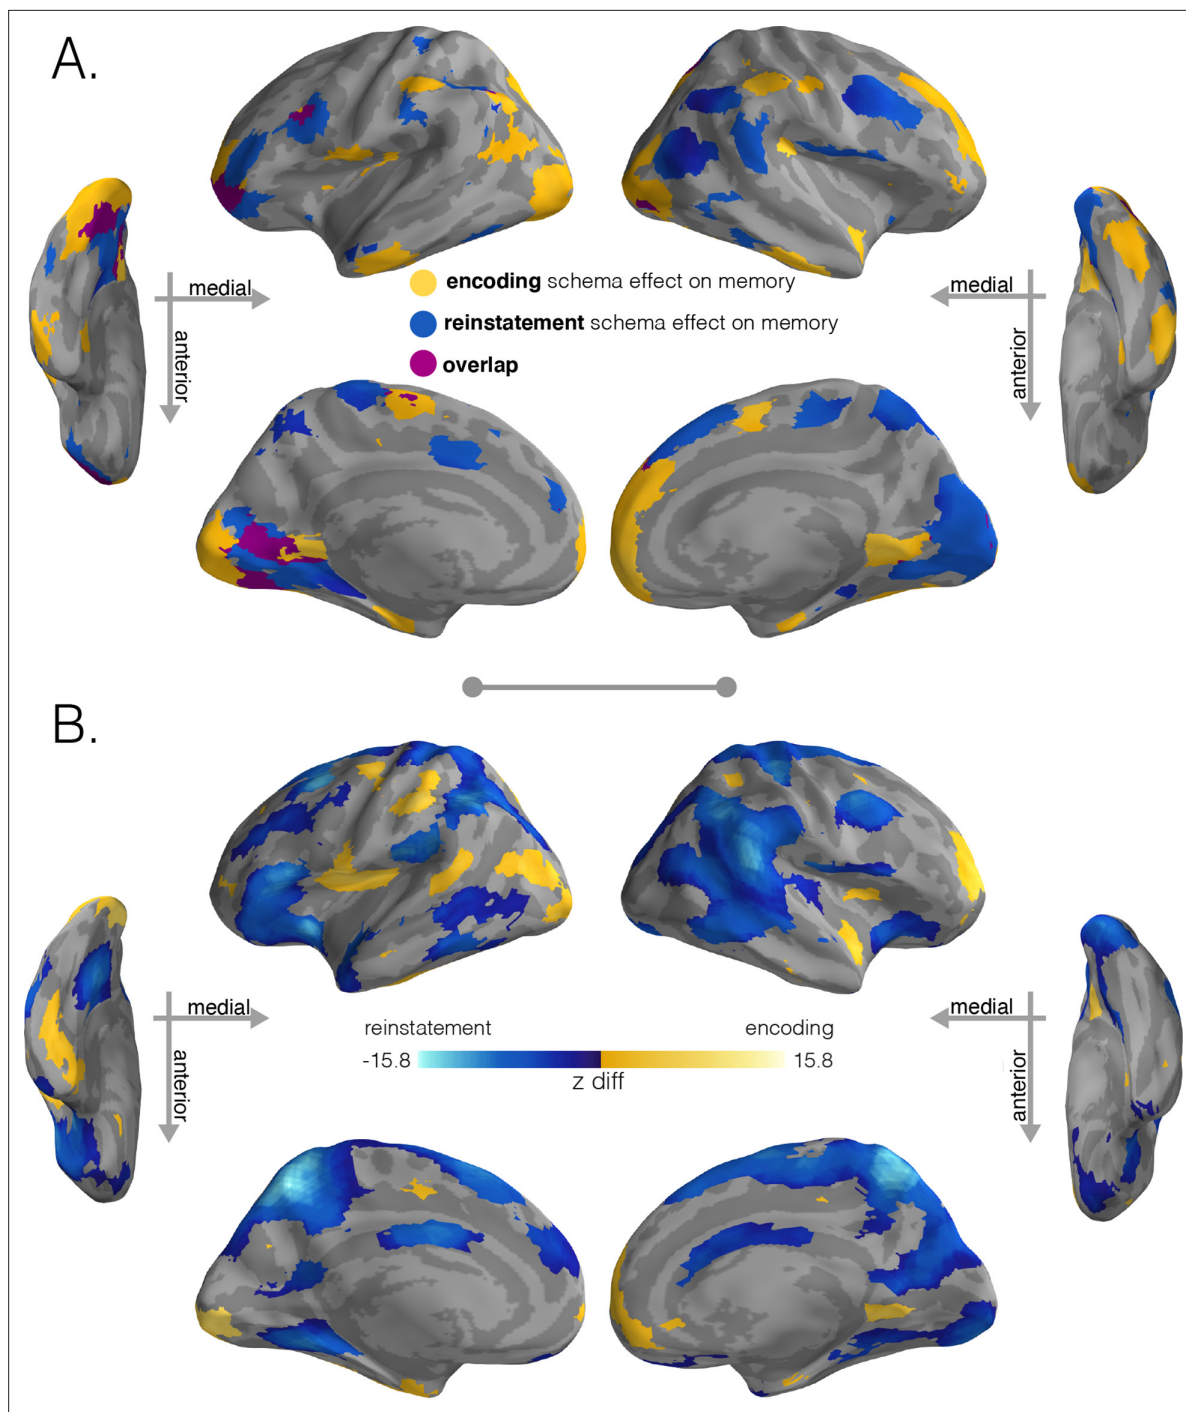 A.
medial
anterior
encoding schema effect on memory
reinstatement schema effect on memory
overlap
medial
anterior
B.
medial
anterior
reinstatement encoding
-15.8 15.8
z diff
medial
anterior